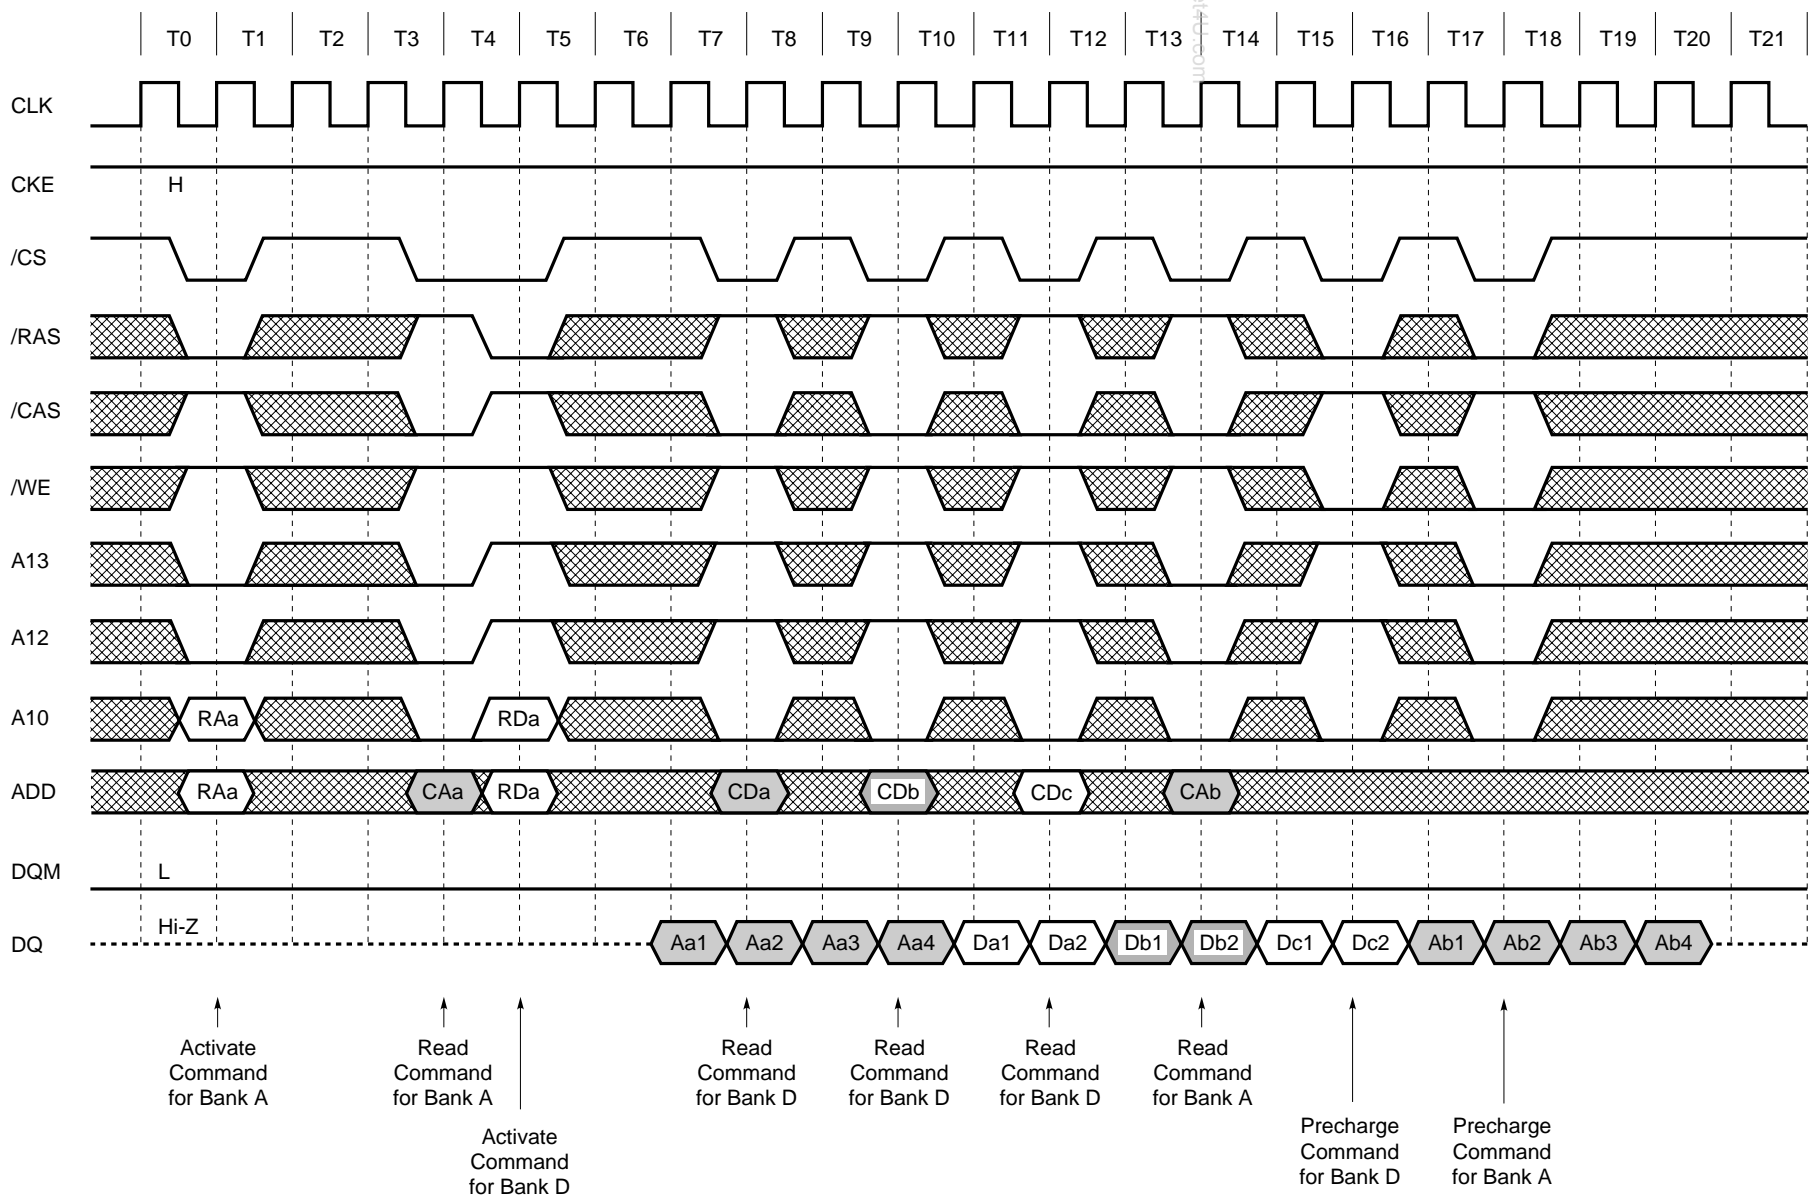 T0 T1 T2 T3 T4 T5 T6 T7 T8 T9 T10 T11 T12 T13 T14 T15 T16 T17 T18 T19 T20 T21
CLK
CKE H
/CS
/RAS
/CAS
/WE
A13
A12
A10 RAa RDa
ADD RAa CAa RDa CDa CDb CDc CAb
DQM L
Hi-Z
DQ Aa1 Aa2 Aa3 Aa4 Da1 Da2 Db1 Db2 Dc1 Dc2 Ab1 Ab2 Ab3 Ab4
Activate
Command
for Bank A
Read
Command
for Bank A
Activate
Command
for Bank D
Read
Command
for Bank D
Read
Command
for Bank D
Read
Command
for Bank D
Read
Command
for Bank A
Precharge
Command
for Bank D
Precharge
Command
for Bank A